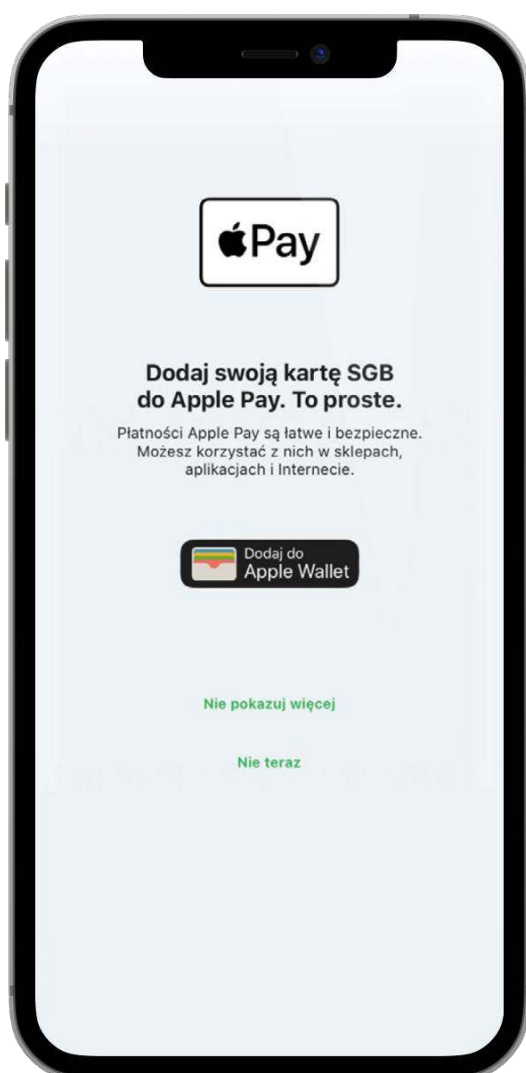 Pay
Dodaj swoją kartę SGB
do Apple Pay. To proste.
Płatności Apple Pay są łatwe i bezpieczne.
Możesz korzystać z nich w sklepach,
aplikacjach i Internecie.
Dodaj do
Apple Wallet
Nie pokazuj więcej
Nie teraz